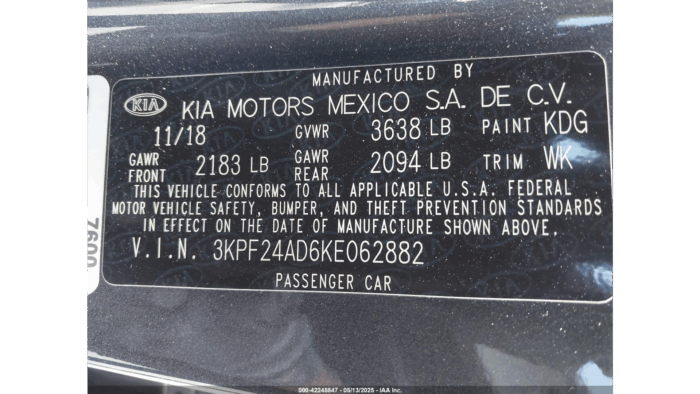 MANUFACTURED BY
KIA KIA MOTORS MEXICO S.A. DE C.V.
11/18 GVWR 3638 LB PAINT KDG
GAWR FRONT 2183 LB GAWR REAR 2094 LB TRIM WK
THIS VEHICLE CONFORMS TO ALL APPLICABLE U.S.A. FEDERAL
MOTOR VEHICLE SAFETY, BUMPER, AND THEFT PREVENTION STANDARDS
IN EFFECT ON THE DATE OF MANUFACTURE SHOWN ABOVE.
V.I.N. 3KPF24AD6KE062882
PASSENGER CAR
000-42248647 - 05/13/2025 - IAA Inc.